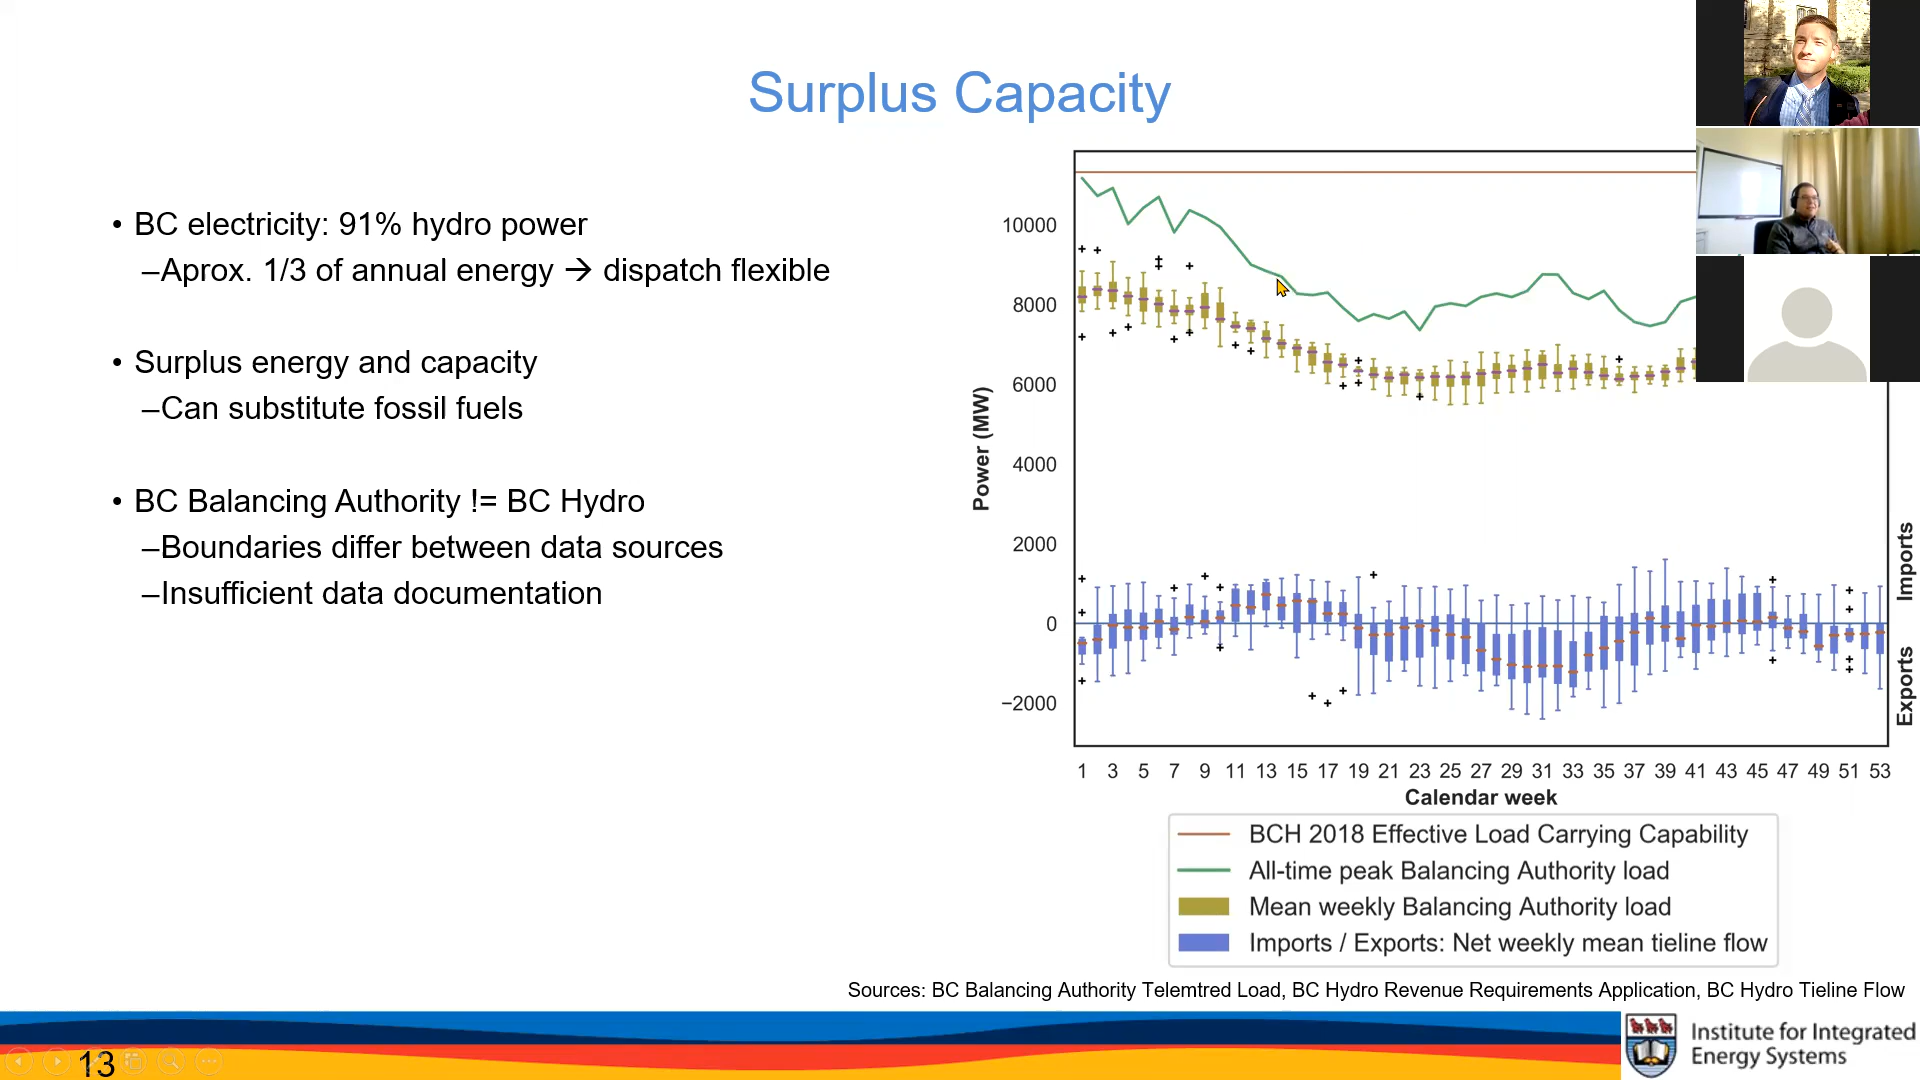 Surplus Capacity
• BC electricity: 91% hydro power
–Aprox. 1/3 of annual energy → dispatch flexible
• Surplus energy and capacity
–Can substitute fossil fuels
• BC Balancing Authority != BC Hydro
–Boundaries differ between data sources
–Insufficient data documentation
Power (MW)
10000
8000
6000
4000
2000
0
−2000
Imports
Exports
1 3 5 7 9 11 13 15 17 19 21 23 25 27 29 31 33 35 37 39 41 43 45 47 49 51 53
Calendar week
BCH 2018 Effective Load Carrying Capability
All-time peak Balancing Authority load
Mean weekly Balancing Authority load
Imports / Exports: Net weekly mean tieline flow
Sources: BC Balancing Authority Telemtred Load, BC Hydro Revenue Requirements Application, BC Hydro Tieline Flow
13
Institute for Integrated
Energy Systems